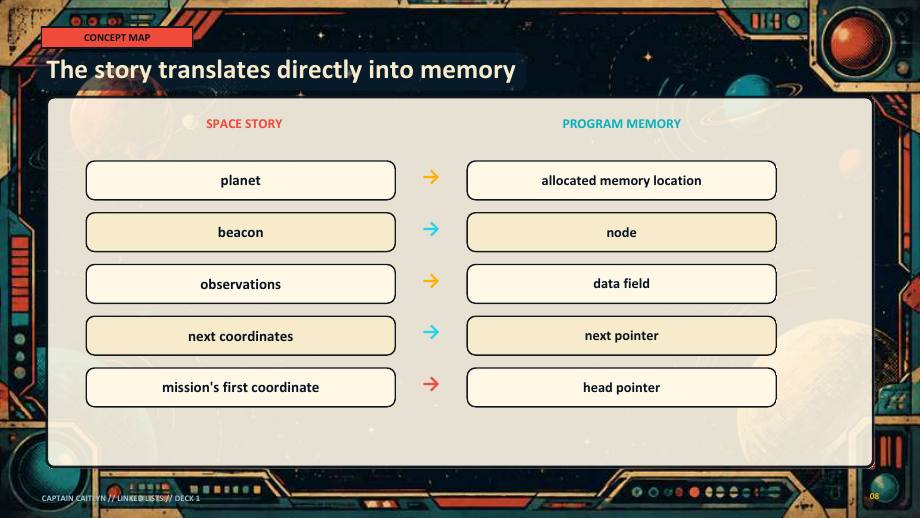 CONCEPT MAP
The story translates directly into memory
SPACE STORY
PROGRAM MEMORY
planet
→
allocated memory location
beacon
→
node
observations
→
data field
next coordinates
→
next pointer
mission's first coordinate
→
head pointer
CAPTAIN CAITLYN // LINKED LISTS // DECK 1
08